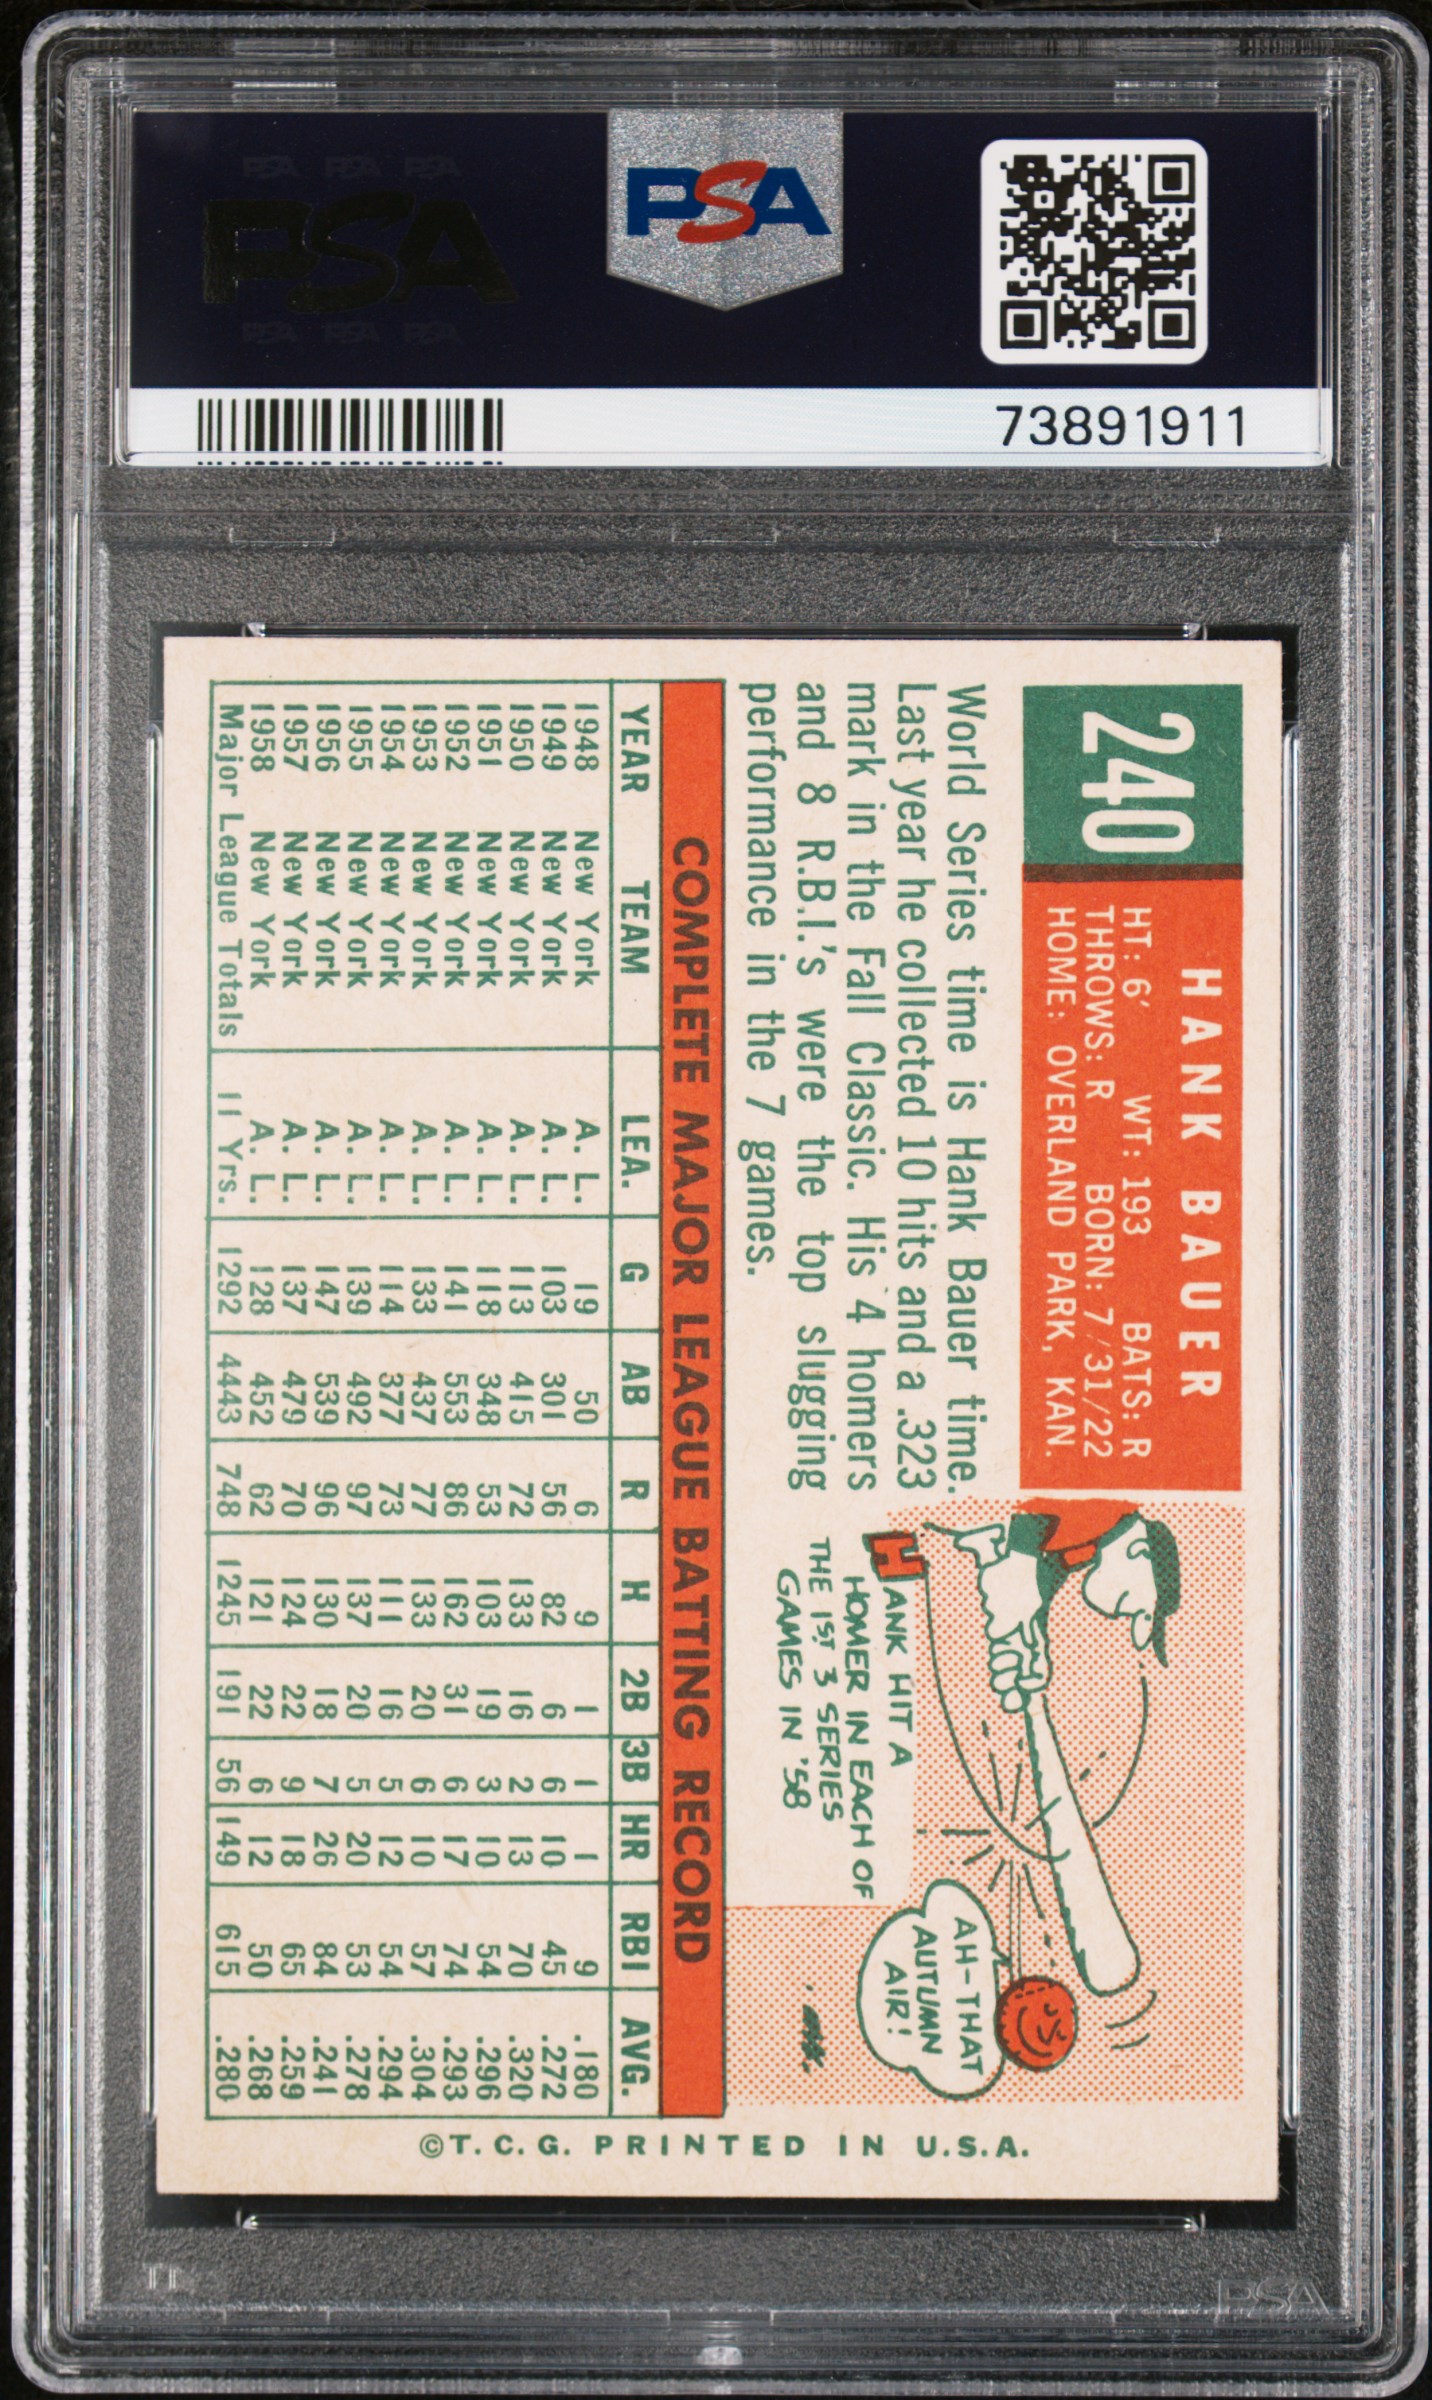 PSA PSA PSA
PSA
PSA PSA PSA
PSA
73891911
240
HANK BAUER
HT: 6' WT: 193 BATS: R
THROWS: R BORN: 7/31/22
HOME: OVERLAND PARK, KAN.
World Series time is Hank Bauer time.
Last year he collected 10 hits and a .323
mark in the Fall Classic. His 4 homers
and 8 R.B.I.'s were the top slugging
performance in the 7 games.
HANK HIT A
HOMER IN EACH OF
THE 1ST 3 SERIES
GAMES IN '58
AH-THAT
AUTUMN
AIR!
COMPLETE MAJOR LEAGUE BATTING RECORD
YEAR TEAM LEA. G AB R H 2B 3B HR RBI AVG.
1948 New York A. L. 19 50 6 9 1 1 1 9 .180
1949 New York A. L. 103 301 56 82 6 6 10 45 .272
1950 New York A. L. 113 415 72 133 16 2 13 70 .320
1951 New York A. L. 118 348 53 103 19 3 10 54 .296
1952 New York A. L. 141 553 86 162 31 6 17 74 .293
1953 New York A. L. 133 437 77 133 20 6 10 57 .304
1954 New York A. L. 114 377 73 111 16 5 12 54 .294
1955 New York A. L. 139 492 97 137 20 5 20 53 .278
1956 New York A. L. 147 539 96 130 18 7 26 84 .241
1957 New York A. L. 137 479 70 124 22 9 18 65 .259
1958 New York A. L. 128 452 62 121 22 6 12 50 .268
Major League Totals 11 Yrs. 1292 4443 748 1245 191 56 149 615 .280
©T. C. G. PRINTED IN U.S.A.
PSA